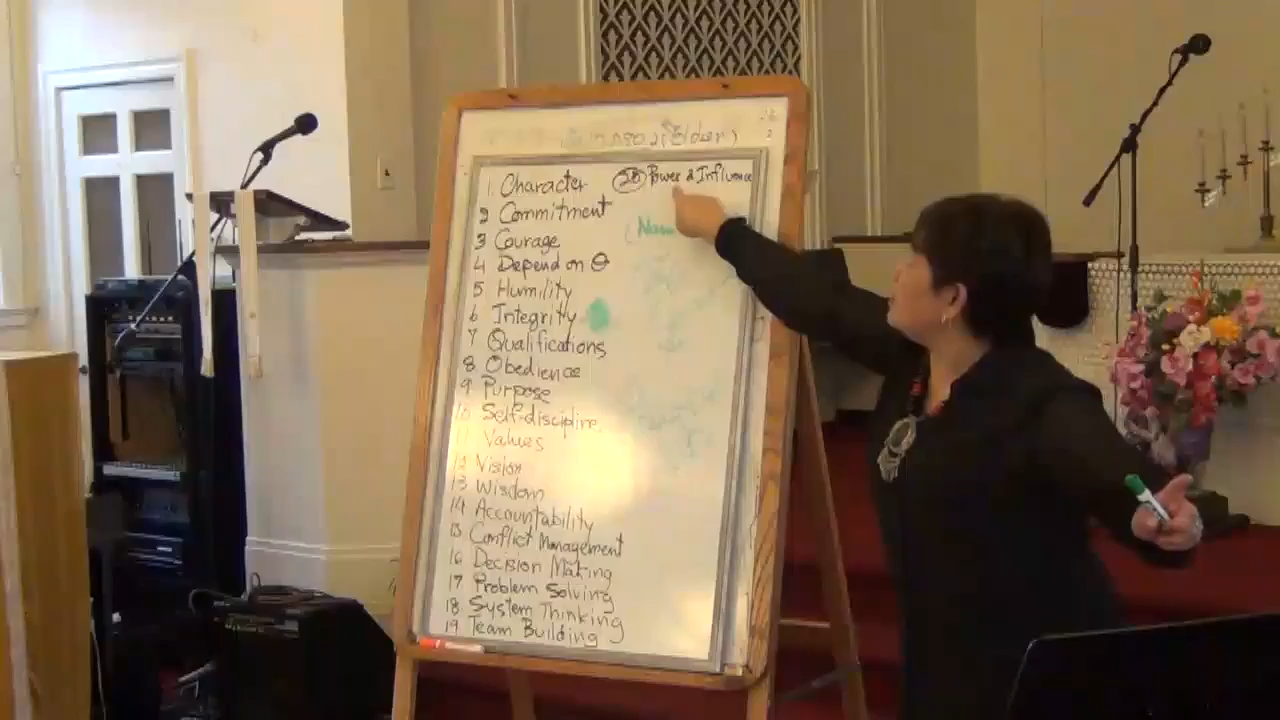 1. Character
2 Commitment
3 Courage
4 Depend on Θ
5 Humility
6 Integrity
7 Qualifications
8 Obedience
9 Purpose
10 Self-discipline
11 Values
12 Vision
13 Wisdom
14 Accountability
15 Conflict Management
16 Decision Making
17 Problem Solving
18 System Thinking
19 Team Building
20 Power & Influence